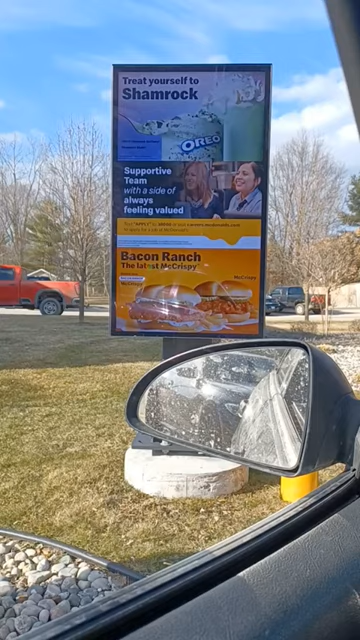 Treat yourself to
Shamrock
OREO
Supportive
Team
with a side of
always
feeling valued
Bacon Ranch
The latest McCrispy
McCrispy